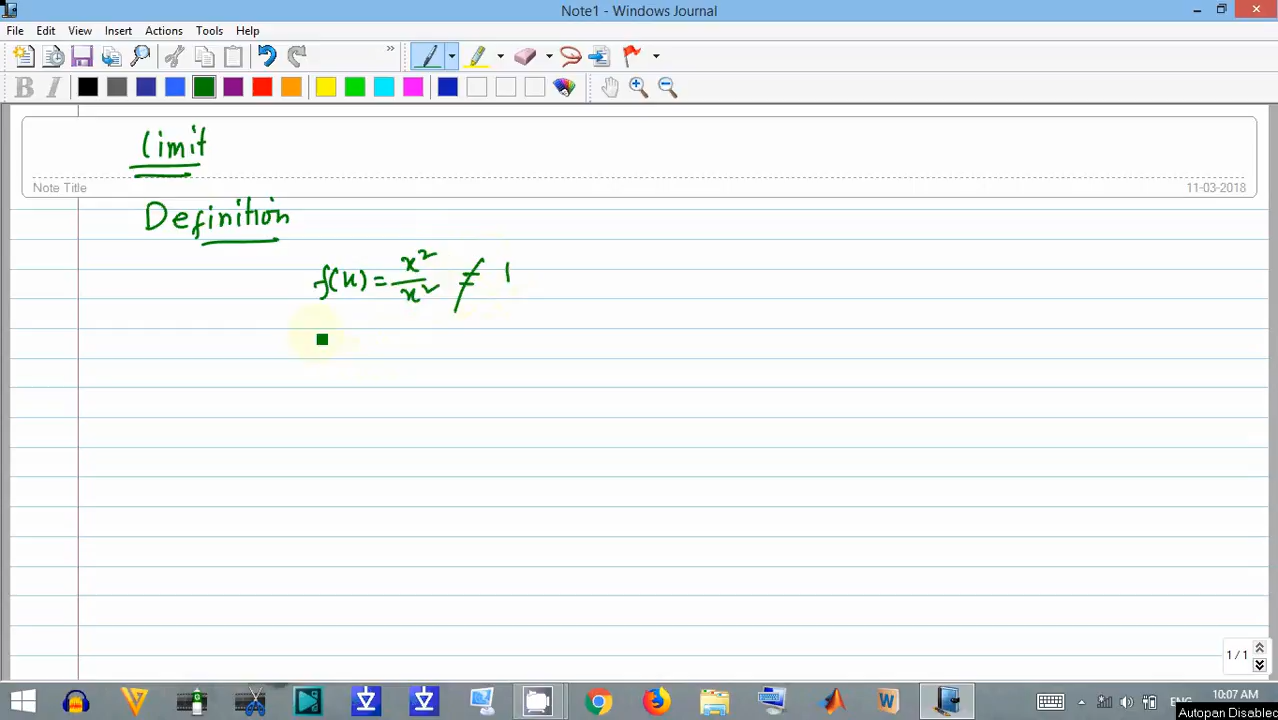 Note1 - Windows Journal
File Edit View Insert Actions Tools Help
»
B I
Limit
Note Title
11-03-2018
Definition
f(x) = x²/x² ≠ 1
1 / 1
ENG
10:07 AM
Autopan Disabled